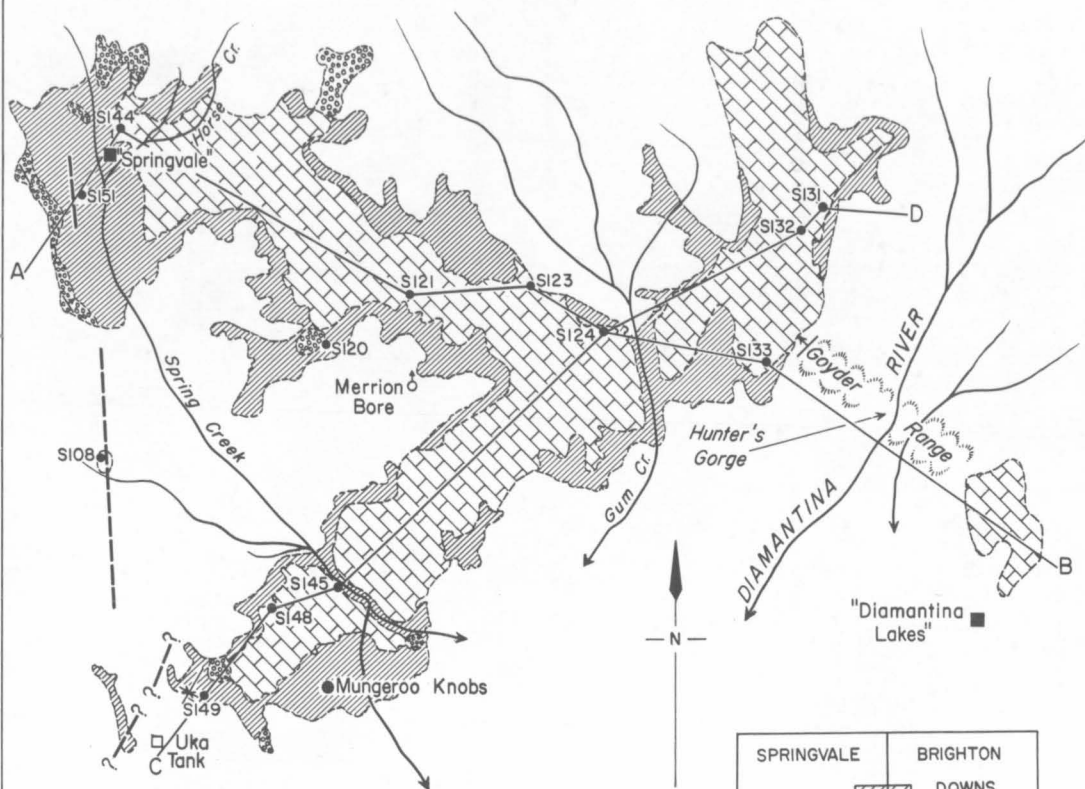 Cr.
Horse
S144
"Springvale"
S151
A
S131
D
S132
S121
S123
S124
S120
Merrion
Bore
S133
Goyder
Range
RIVER
DIAMANTINA
Hunter's
Gorge
Spring
Creek
S108
Gum Cr.
B
"Diamantina
Lakes"
N
S145
S148
S149
Mungeroo Knobs
?
?
?
?
Uka
Tank
C
SPRINGVALE
BRIGHTON
DOWNS